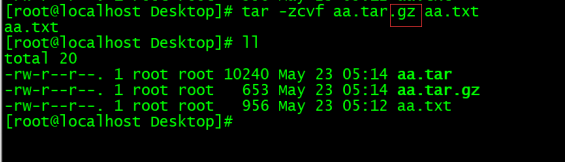 [root@localhost Desktop]# tar -zcvf aa.tar.gz aa.txt
aa.txt
[root@localhost Desktop]# ll
total 20
-rw-r--r--. 1 root root 10240 May 23 05:14 aa.tar
-rw-r--r--. 1 root root   653 May 23 05:14 aa.tar.gz
-rw-r--r--. 1 root root   956 May 23 05:12 aa.txt
[root@localhost Desktop]#